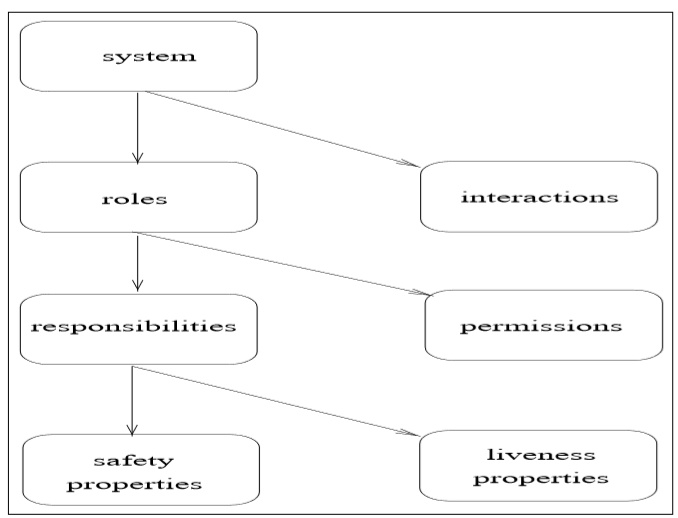 system
roles
interactions
responsibilities
permissions
safety
properties
liveness
properties